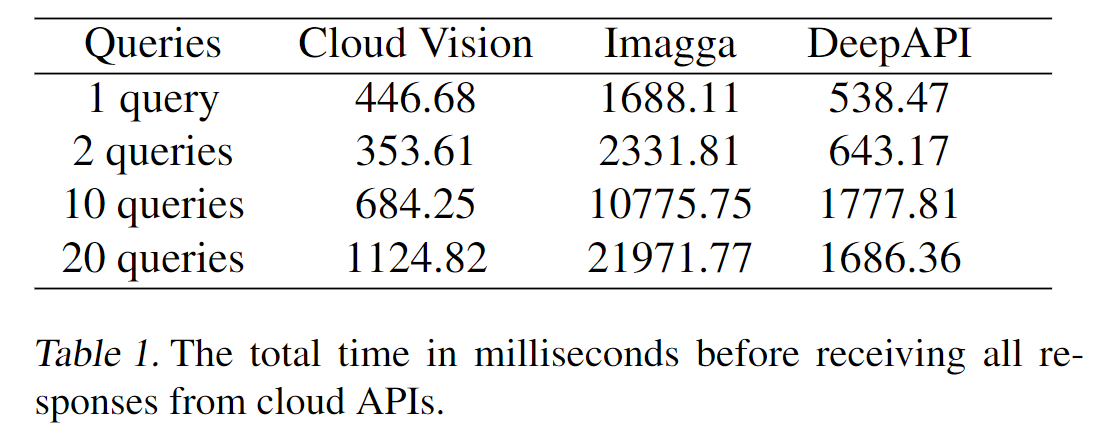 Queries Cloud Vision Imagga DeepAPI
1 query 446.68 1688.11 538.47
2 queries 353.61 2331.81 643.17
10 queries 684.25 10775.75 1777.81
20 queries 1124.82 21971.77 1686.36
Table 1. The total time in milliseconds before receiving all re-
sponses from cloud APIs.